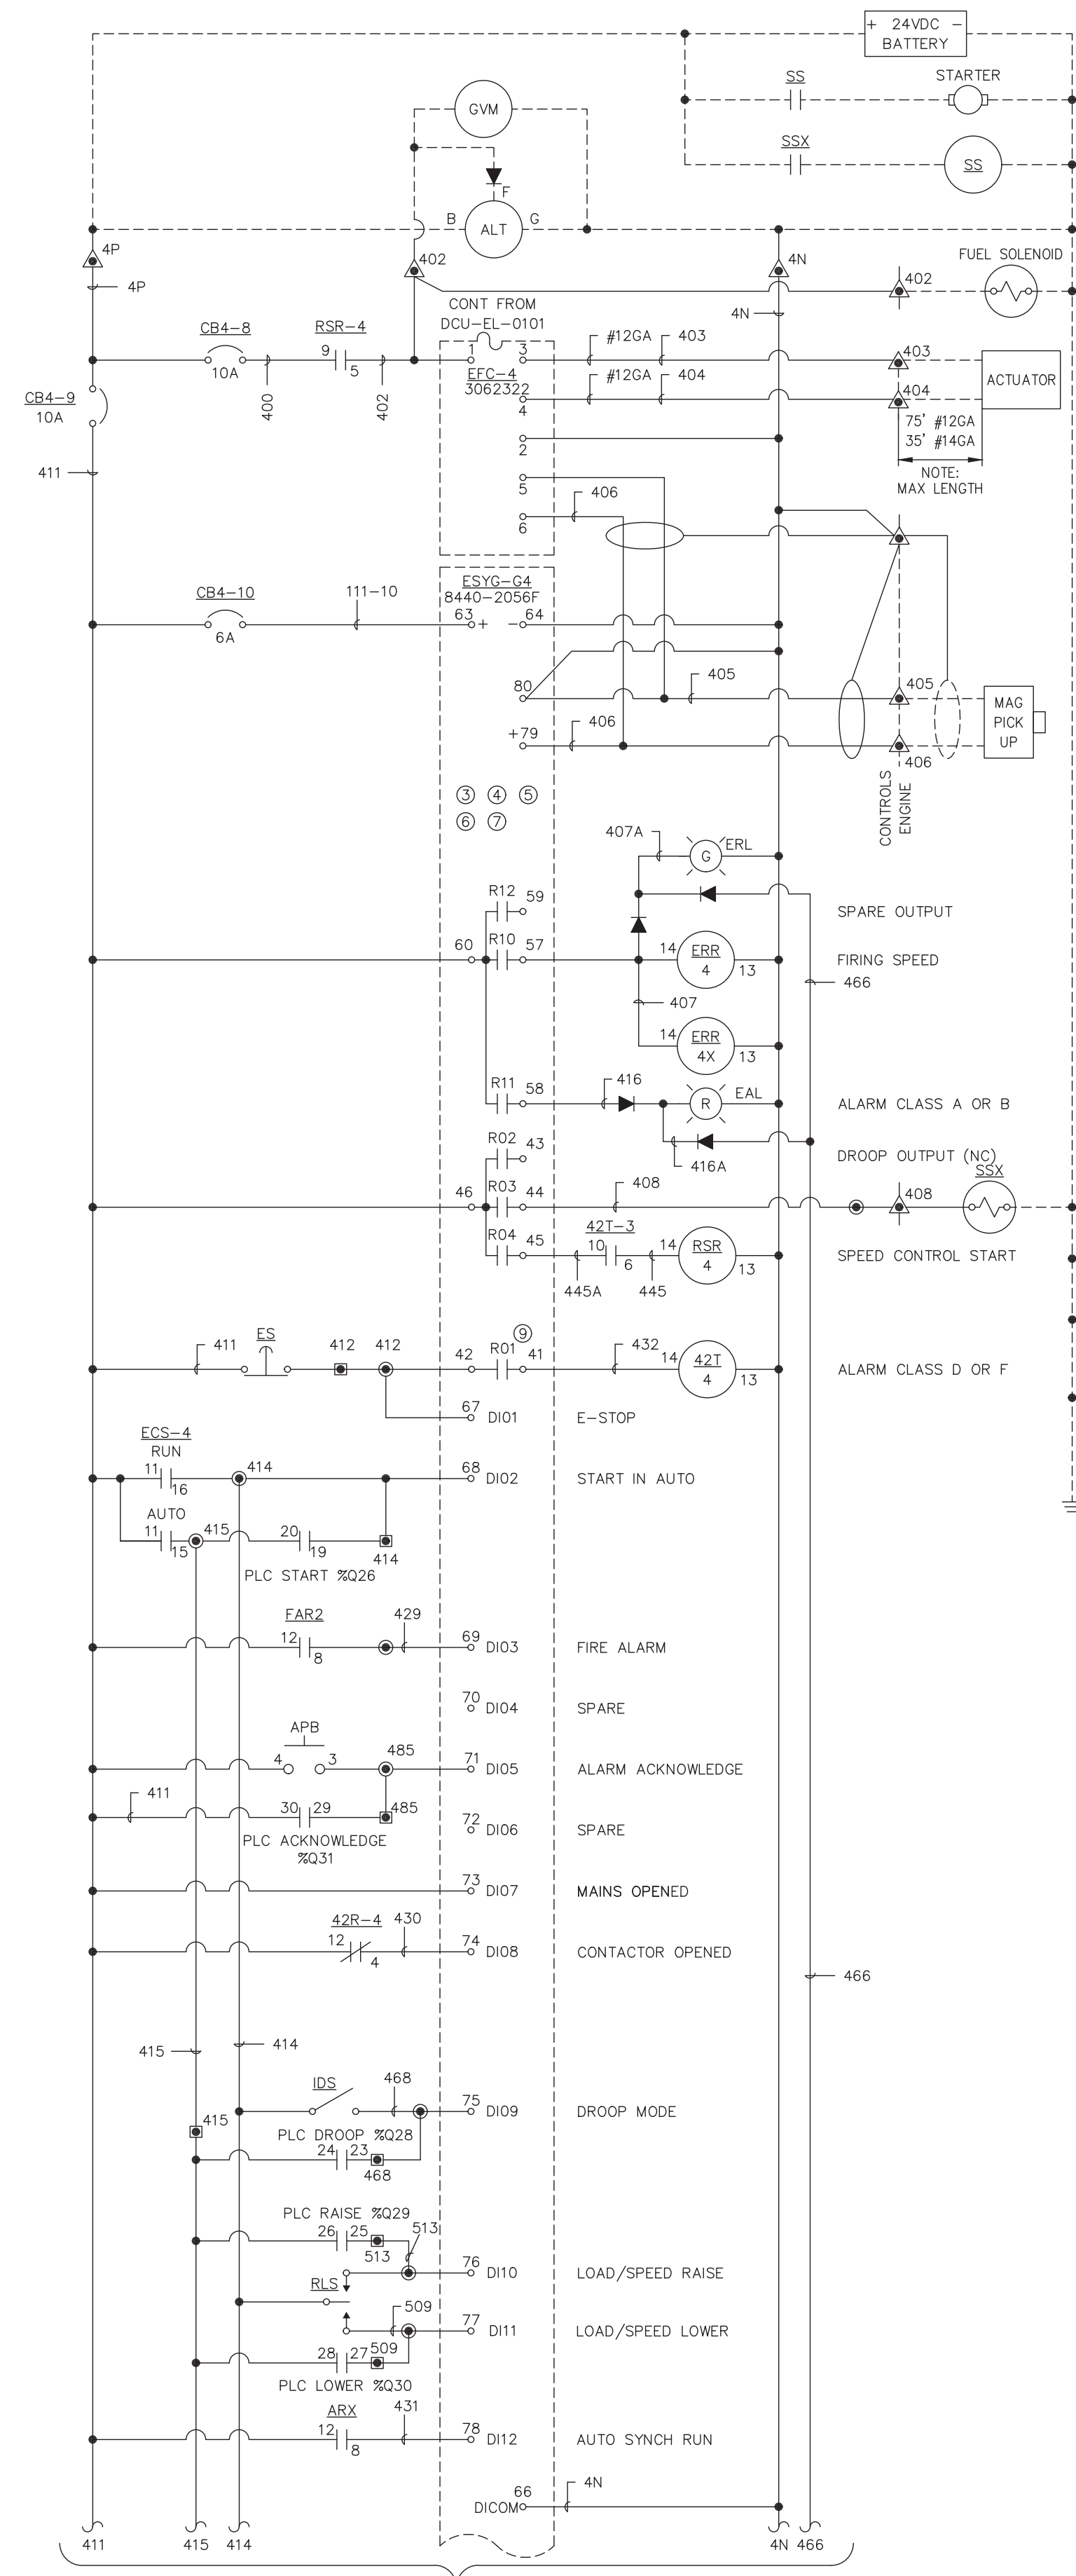 + 24VDC −
BATTERY
SS
STARTER
GVM
SSX
SS
F
B
ALT
G
4P
402
4N
FUEL SOLENOID
4P
402
CONT FROM
DCU-EL-0101
4N
CB4-8
RSR-4
#12GA
403
9
1
3
403
10A
5
EFC-4
3062322
#12GA
404
ACTUATOR
CB4-9
10A
400
402
4
404
75' #12GA
35' #14GA
2
411
NOTE:
MAX LENGTH
5
406
6
ESYG-G4
8440-2056F
CB4-10
111-10
63
+
−
64
6A
80
405
405
MAG
PICK
UP
+79
406
406
CONTROLS
ENGINE
3
4
5
6
7
407A
G
ERL
R12
59
SPARE OUTPUT
60
R10
57
14
ERR
4
13
FIRING SPEED
466
407
14
ERR
4X
13
R11
58
416
R
EAL
ALARM CLASS A OR B
R02
43
416A
DROOP OUTPUT (NC)
SSX
46
R03
44
408
408
R04
45
42T-3
10
6
14
RSR
4
13
SPEED CONTROL START
445A
445
9
411
ES
412
412
42
R01
41
432
14
42T
4
13
ALARM CLASS D OR F
67
DI01
E-STOP
ECS-4
RUN
11
16
414
68
DI02
START IN AUTO
AUTO
11
15
415
20
19
414
PLC START %Q26
FAR2
12
8
429
69
DI03
FIRE ALARM
70
DI04
SPARE
APB
4
3
485
71
DI05
ALARM ACKNOWLEDGE
411
30
29
485
72
DI06
SPARE
PLC ACKNOWLEDGE
%Q31
73
DI07
MAINS OPENED
42R-4
12
4
430
74
DI08
CONTACTOR OPENED
466
415
414
IDS
468
75
DI09
DROOP MODE
415
PLC DROOP %Q28
24
23
468
PLC RAISE %Q29
26
25
513
513
76
DI10
LOAD/SPEED RAISE
RLS
509
77
DI11
LOAD/SPEED LOWER
28
27
509
PLC LOWER %Q30
ARX
12
8
431
78
DI12
AUTO SYNCH RUN
66
DICOM
4N
411
415
414
4N
466